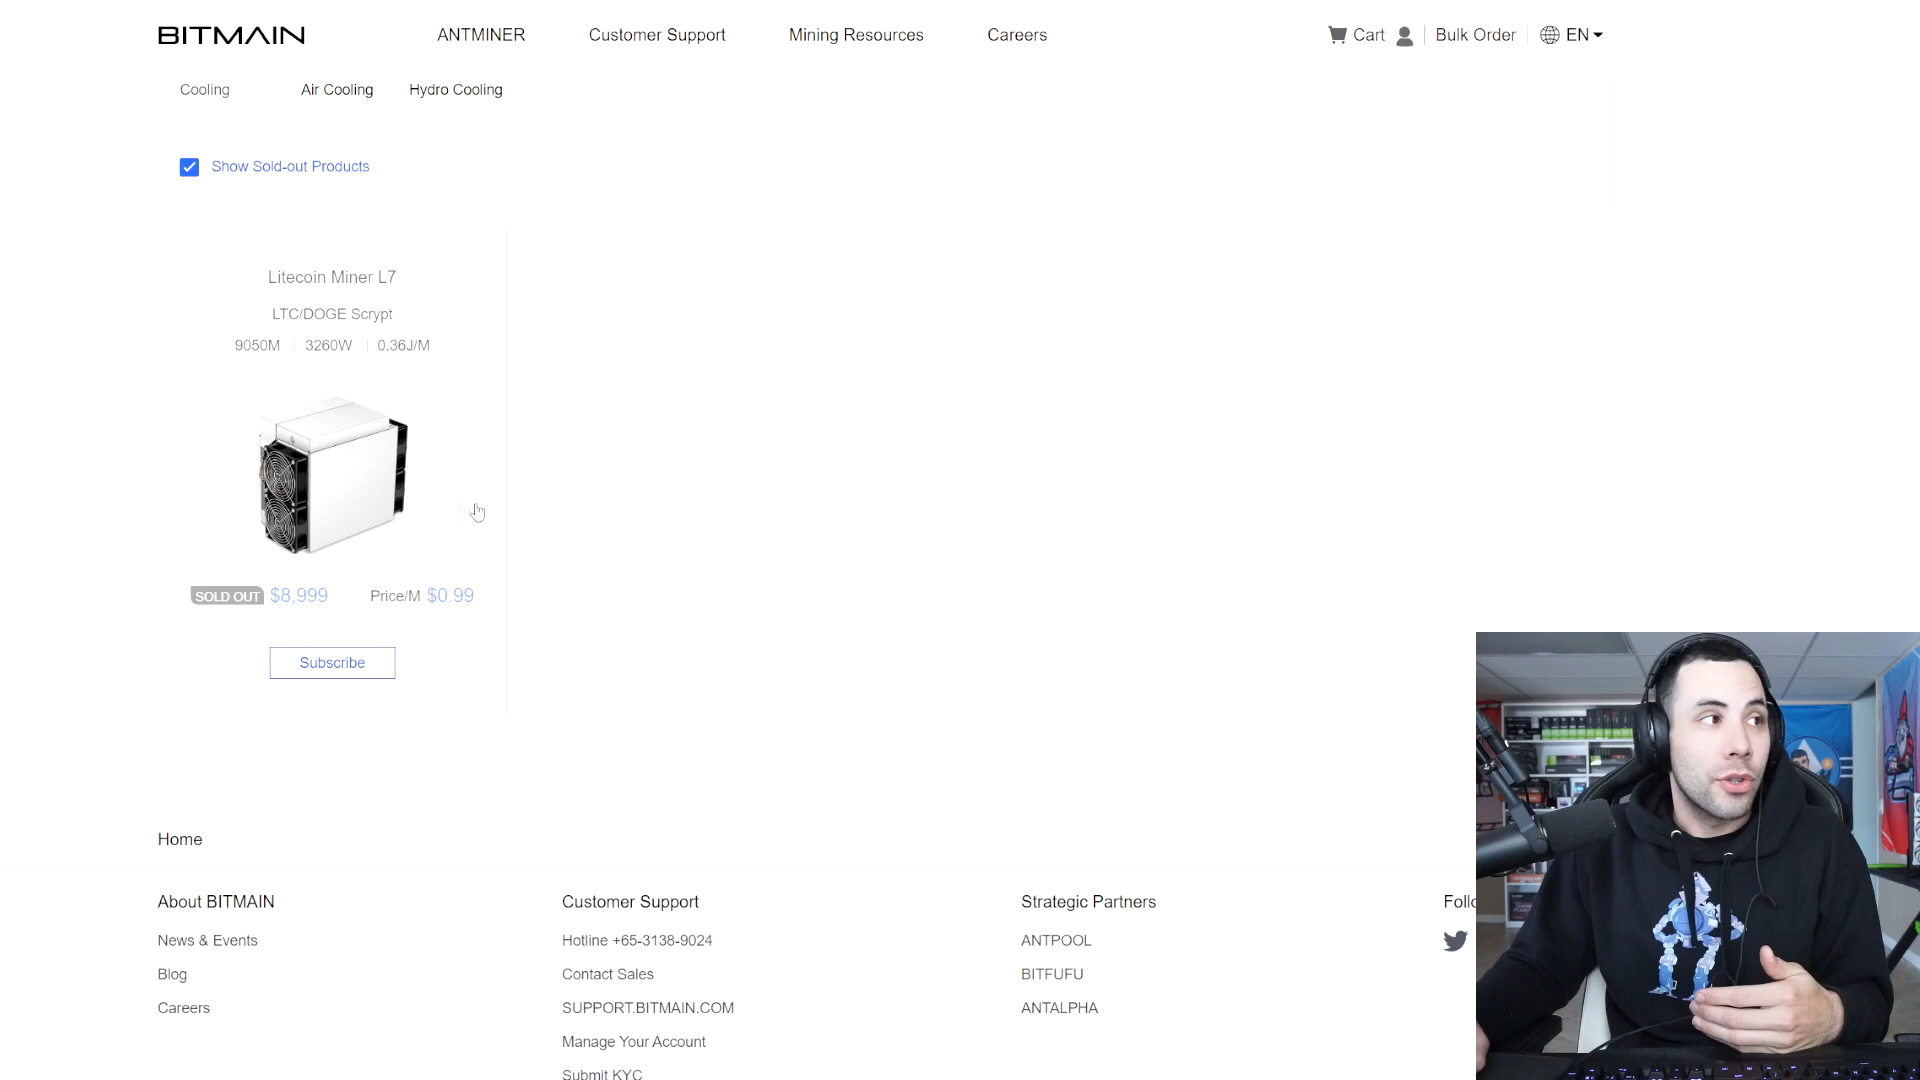 BITMAIN
ANTMINER
Customer Support
Mining Resources
Careers
Cart
Bulk Order
EN
Cooling
Air Cooling
Hydro Cooling
Show Sold-out Products
Litecoin Miner L7
LTC/DOGE Scrypt
9050M 3260W 0.36J/M
SOLD OUT $8,999 Price/M $0.99
Subscribe
Home
About BITMAIN
News & Events
Blog
Careers
Customer Support
Hotline +65-3138-9024
Contact Sales
SUPPORT.BITMAIN.COM
Manage Your Account
Submit KYC
Strategic Partners
ANTPOOL
BITFUFU
ANTALPHA